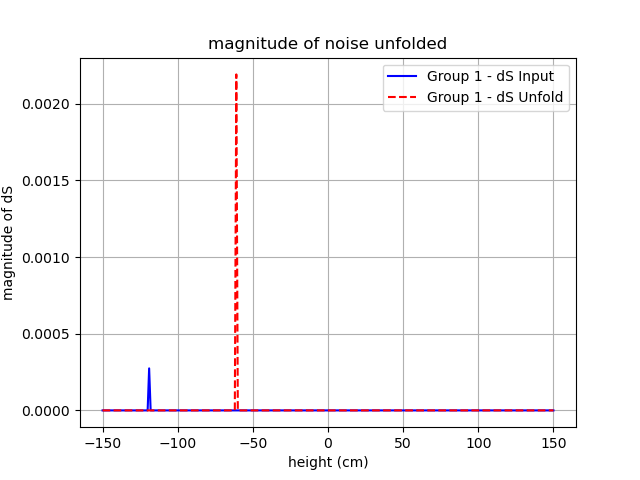 magnitude of noise unfolded
Group 1 - dS Input
Group 1 - dS Unfold
magnitude of dS
0.0020
0.0015
0.0010
0.0005
0.0000
−150
−100
−50
0
50
100
150
height (cm)